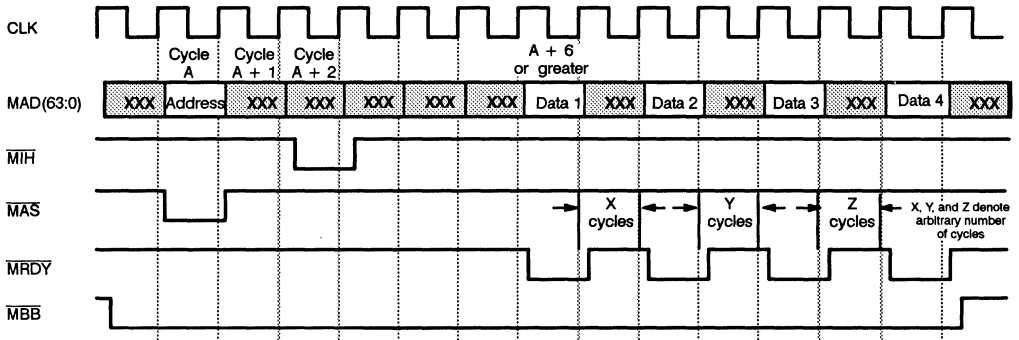 CLK
Cycle A
Cycle A + 1
Cycle A + 2
A + 6 or greater
MAD(63:0)
XXX Address XXX XXX XXX XXX XXX Data 1 XXX Data 2 XXX Data 3 XXX Data 4 XXX
MIH
MAS
X cycles
Y cycles
Z cycles
X, Y, and Z denote
arbitrary number
of cycles
MRDY
MBB